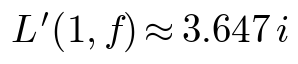 L′(1, f) ≈ 3.647 i